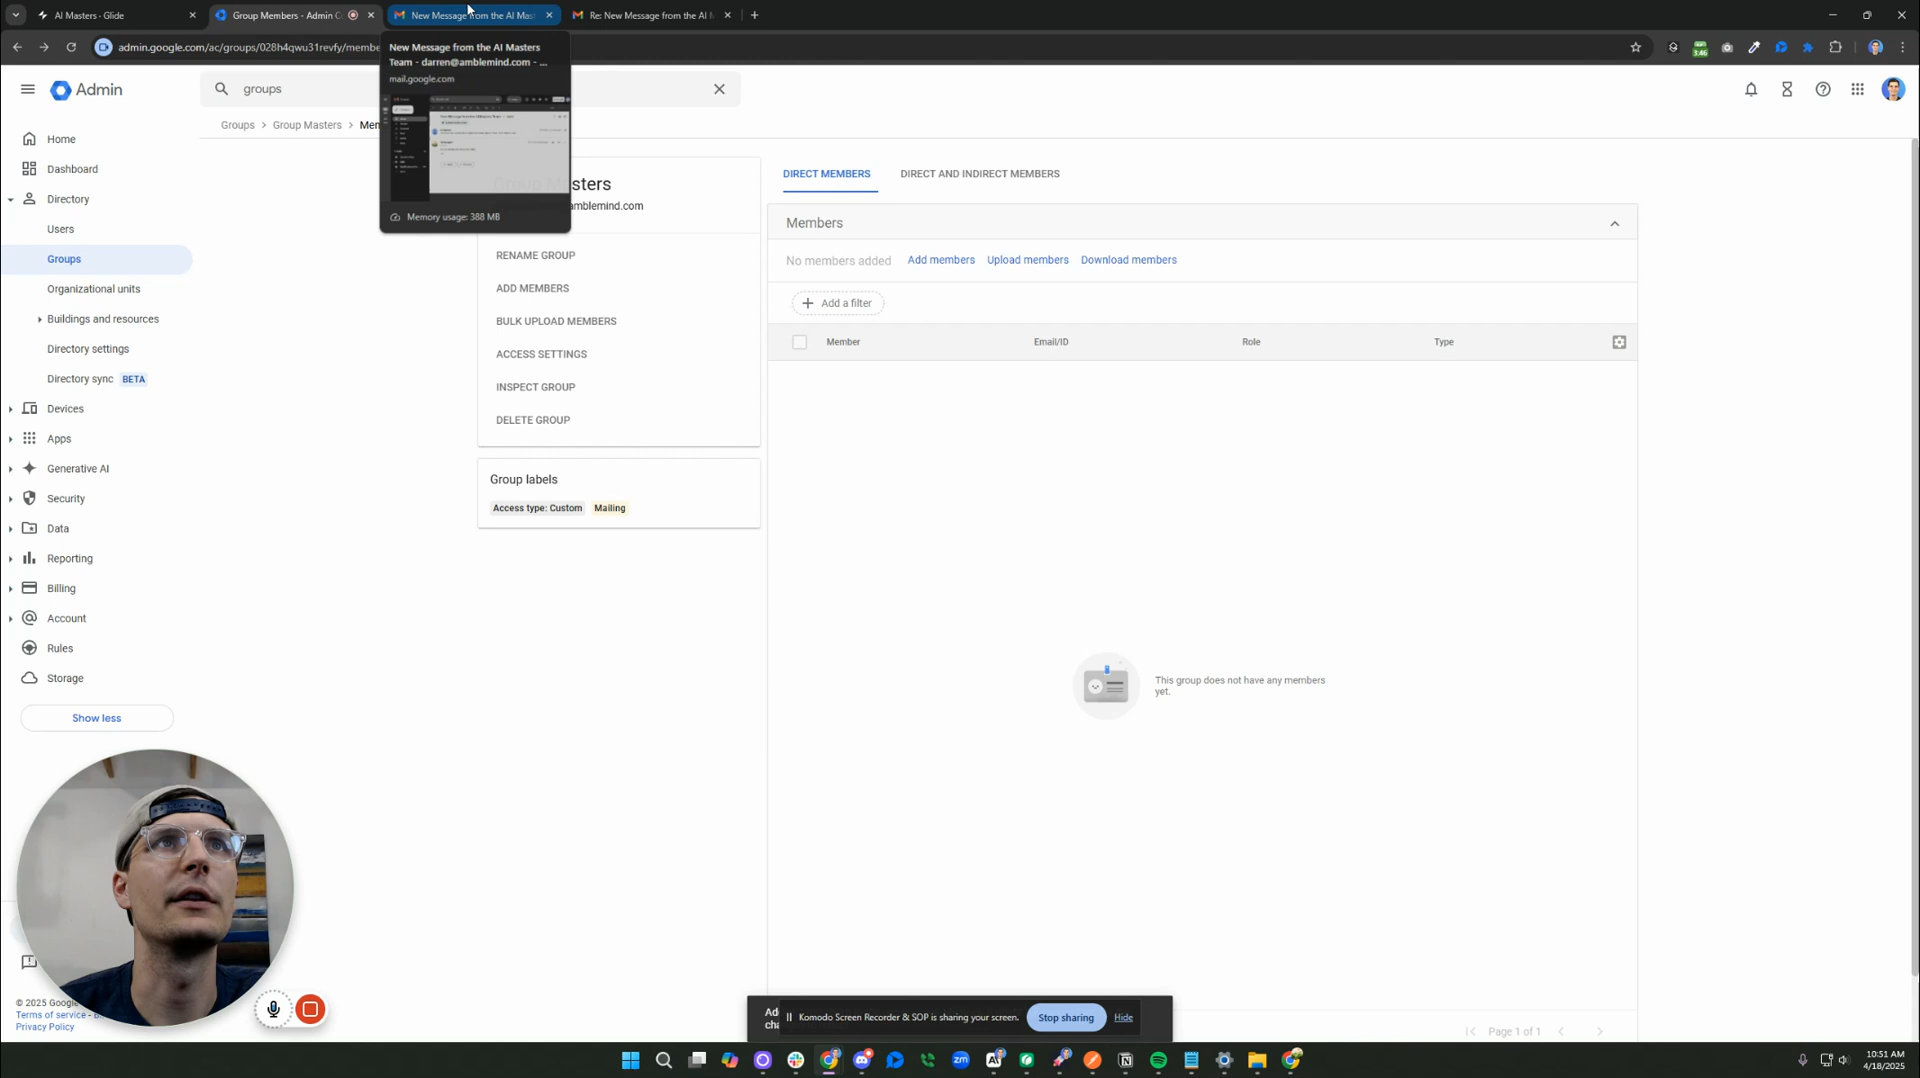 AI Masters - Glide
Group Members - Admin C
New Message from the AI Mast
Re: New Message from the AI M
admin.google.com/ac/groups/028h4qwu31revfy/membe
3:46
New Message from the AI Masters
Team - darren@amblemind.com - ...
mail.google.com
Memory usage: 388 MB
Admin
groups
Groups > Group Masters > Mem
Home
Dashboard
Directory
Users
Groups
Organizational units
Buildings and resources
Directory settings
Directory sync BETA
Devices
Apps
Generative AI
Security
Data
Reporting
Billing
Account
Rules
Storage
Show less
© 2025 Google
Terms of service -
Privacy Policy
Group Masters
amblemind.com
RENAME GROUP
ADD MEMBERS
BULK UPLOAD MEMBERS
ACCESS SETTINGS
INSPECT GROUP
DELETE GROUP
Group labels
Access type: Custom Mailing
DIRECT MEMBERS DIRECT AND INDIRECT MEMBERS
Members
No members added Add members Upload members Download members
Add a filter
Member Email/ID Role Type
This group does not have any members
yet.
Komodo Screen Recorder & SOP is sharing your screen. Stop sharing Hide
Page 1 of 1
10:51 AM
4/18/2025